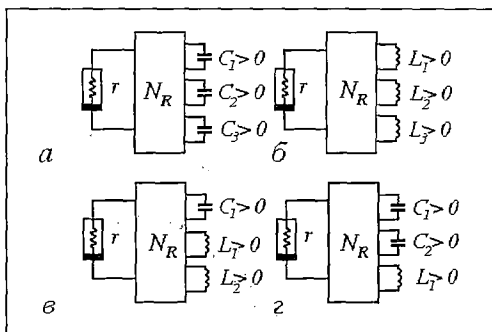 r N_R C_1>0 C_2>0 C_3>0
а
r N_R L_1>0 L_2>0 L_3>0
б
r N_R C_1>0 L_1>0 L_2>0
в
r N_R C_1>0 C_2>0 L_1>0
г